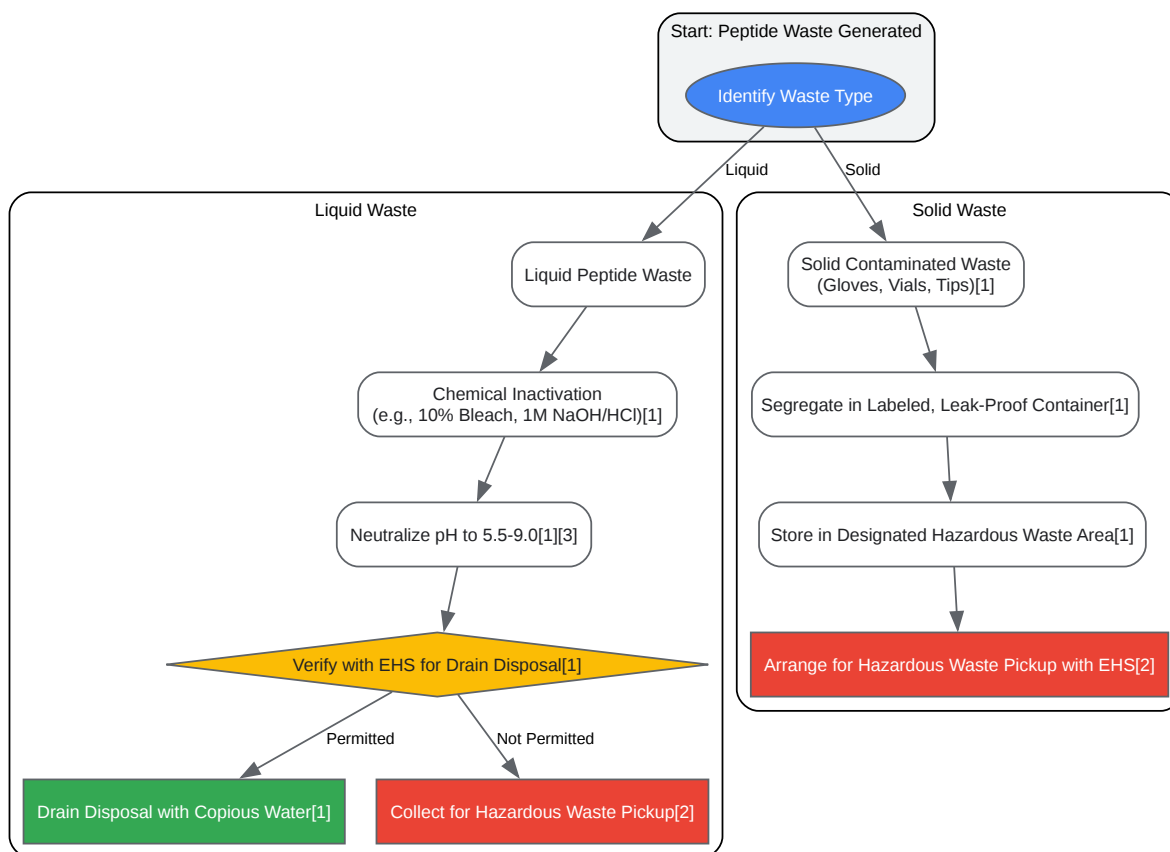 Start: Peptide Waste Generated
Identify Waste Type
Liquid
Solid
Liquid Waste
Liquid Peptide Waste
Chemical Inactivation
(e.g., 10% Bleach, 1M NaOH/HCl)[1]
Neutralize pH to 5.5-9.0[1][3]
Verify with EHS for Drain Disposal[1]
Permitted
Not Permitted
Drain Disposal with Copious Water[1]
Collect for Hazardous Waste Pickup[2]
Solid Waste
Solid Contaminated Waste
(Gloves, Vials, Tips)[1]
Segregate in Labeled, Leak-Proof Container[1]
Store in Designated Hazardous Waste Area[1]
Arrange for Hazardous Waste Pickup with EHS[2]